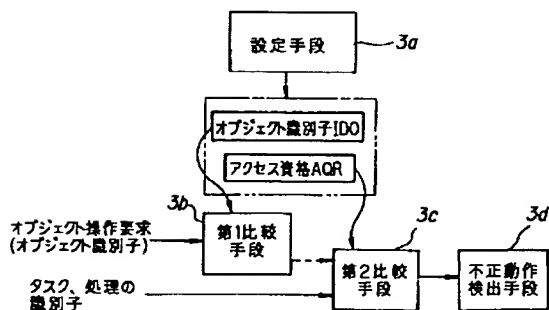 設定手段
3a
オブジェクト識別子IDO
アクセス資格AQR
3b
第1比較
手段
オブジェクト操作要求
(オブジェクト識別子)
3c
第2比較
手段
3d
不正動作
検出手段
タスク、処理の
識別子